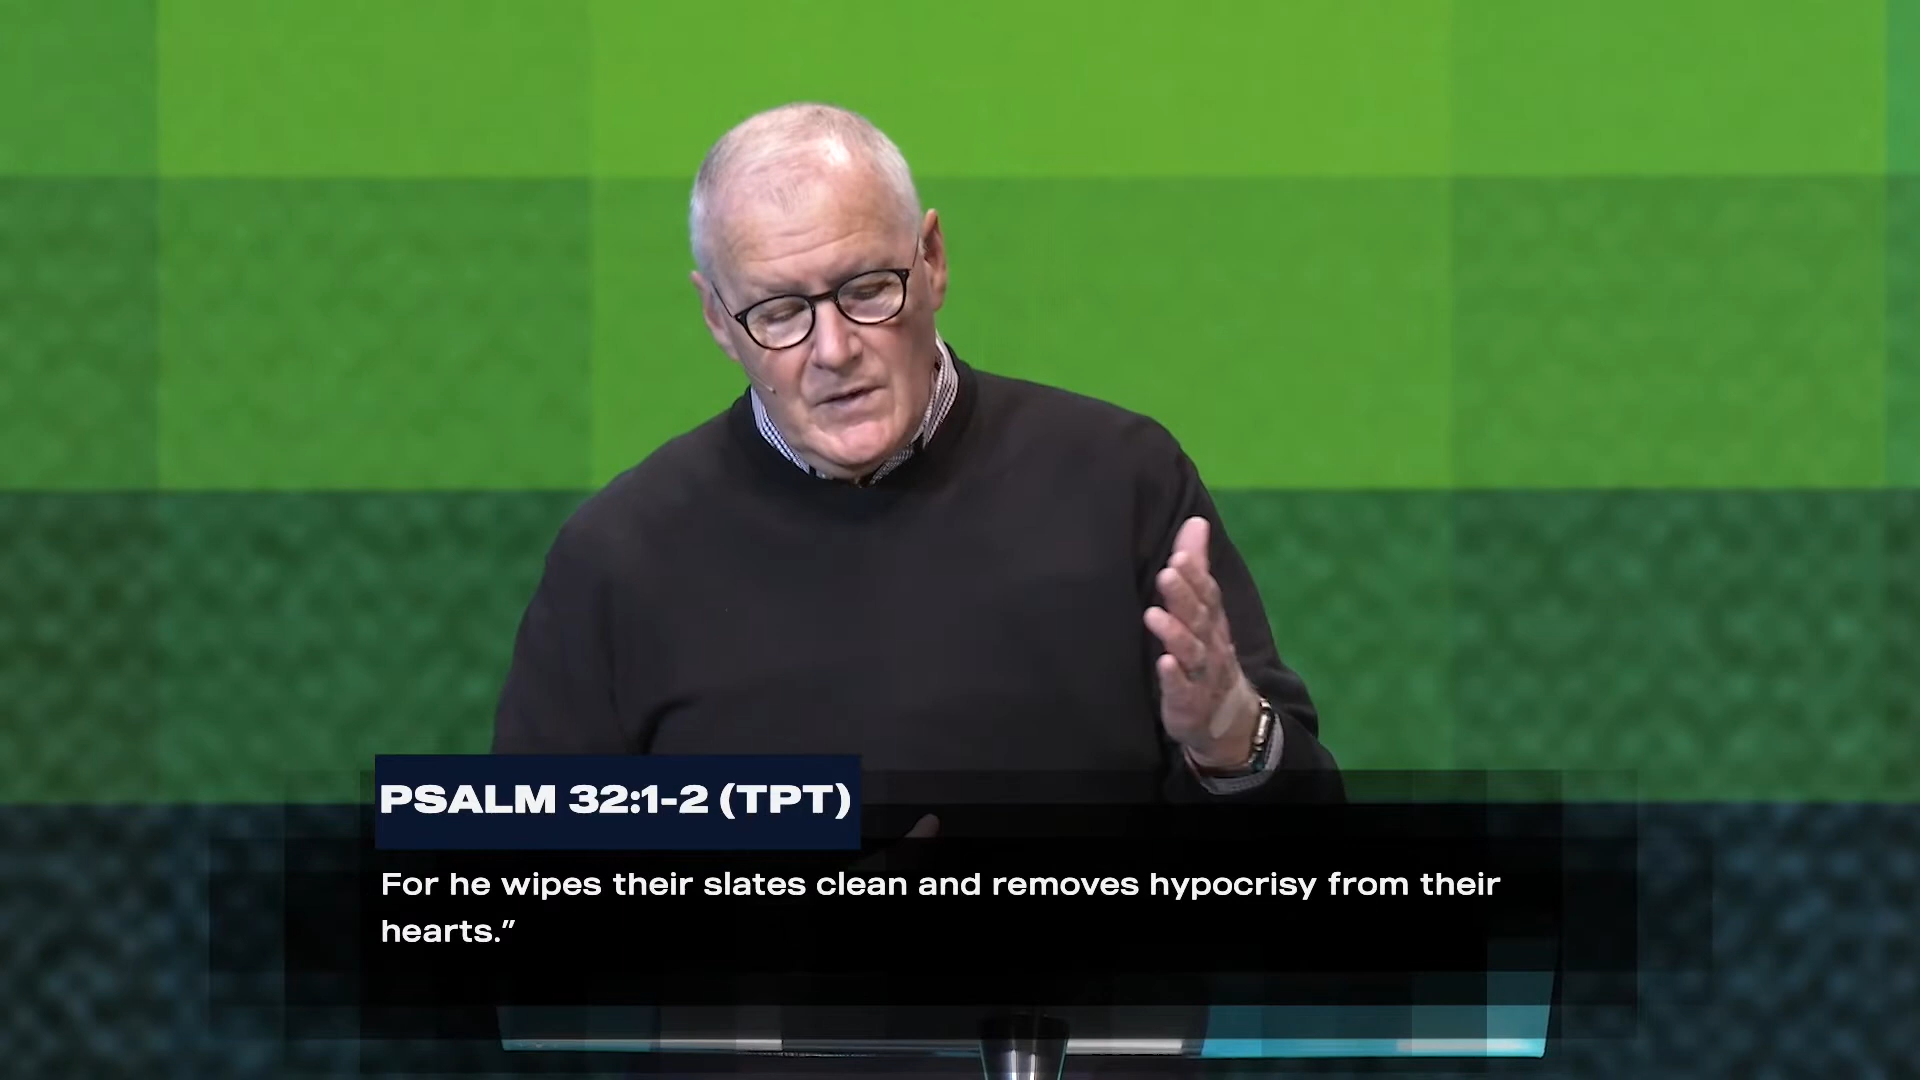 PSALM 32:1-2 (TPT)
For he wipes their slates clean and removes hypocrisy from their
hearts.”